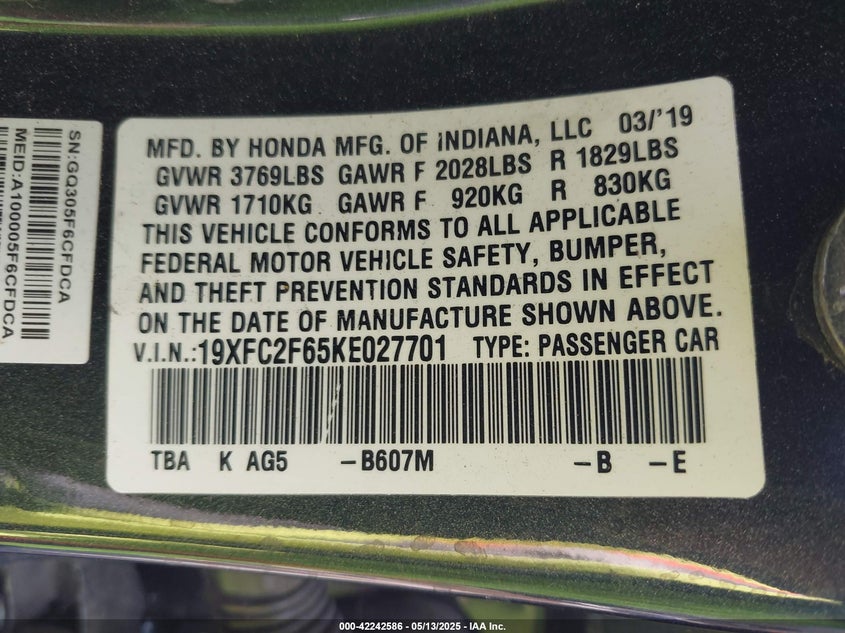 SN:GQ305F6CFDCA
MEID:A100005F6CFDCA
MFD. BY HONDA MFG. OF INDIANA, LLC 03/'19
GVWR 3769LBS GAWR F 2028LBS R 1829LBS
GVWR 1710KG GAWR F 920KG R 830KG
THIS VEHICLE CONFORMS TO ALL APPLICABLE
FEDERAL MOTOR VEHICLE SAFETY, BUMPER,
AND THEFT PREVENTION STANDARDS IN EFFECT
ON THE DATE OF MANUFACTURE SHOWN ABOVE.
V.I.N.:19XFC2F65KE027701 TYPE: PASSENGER CAR
TBA K AG5 –B607M –B –E
000-42242586 — 05/13/2025 — IAA Inc.